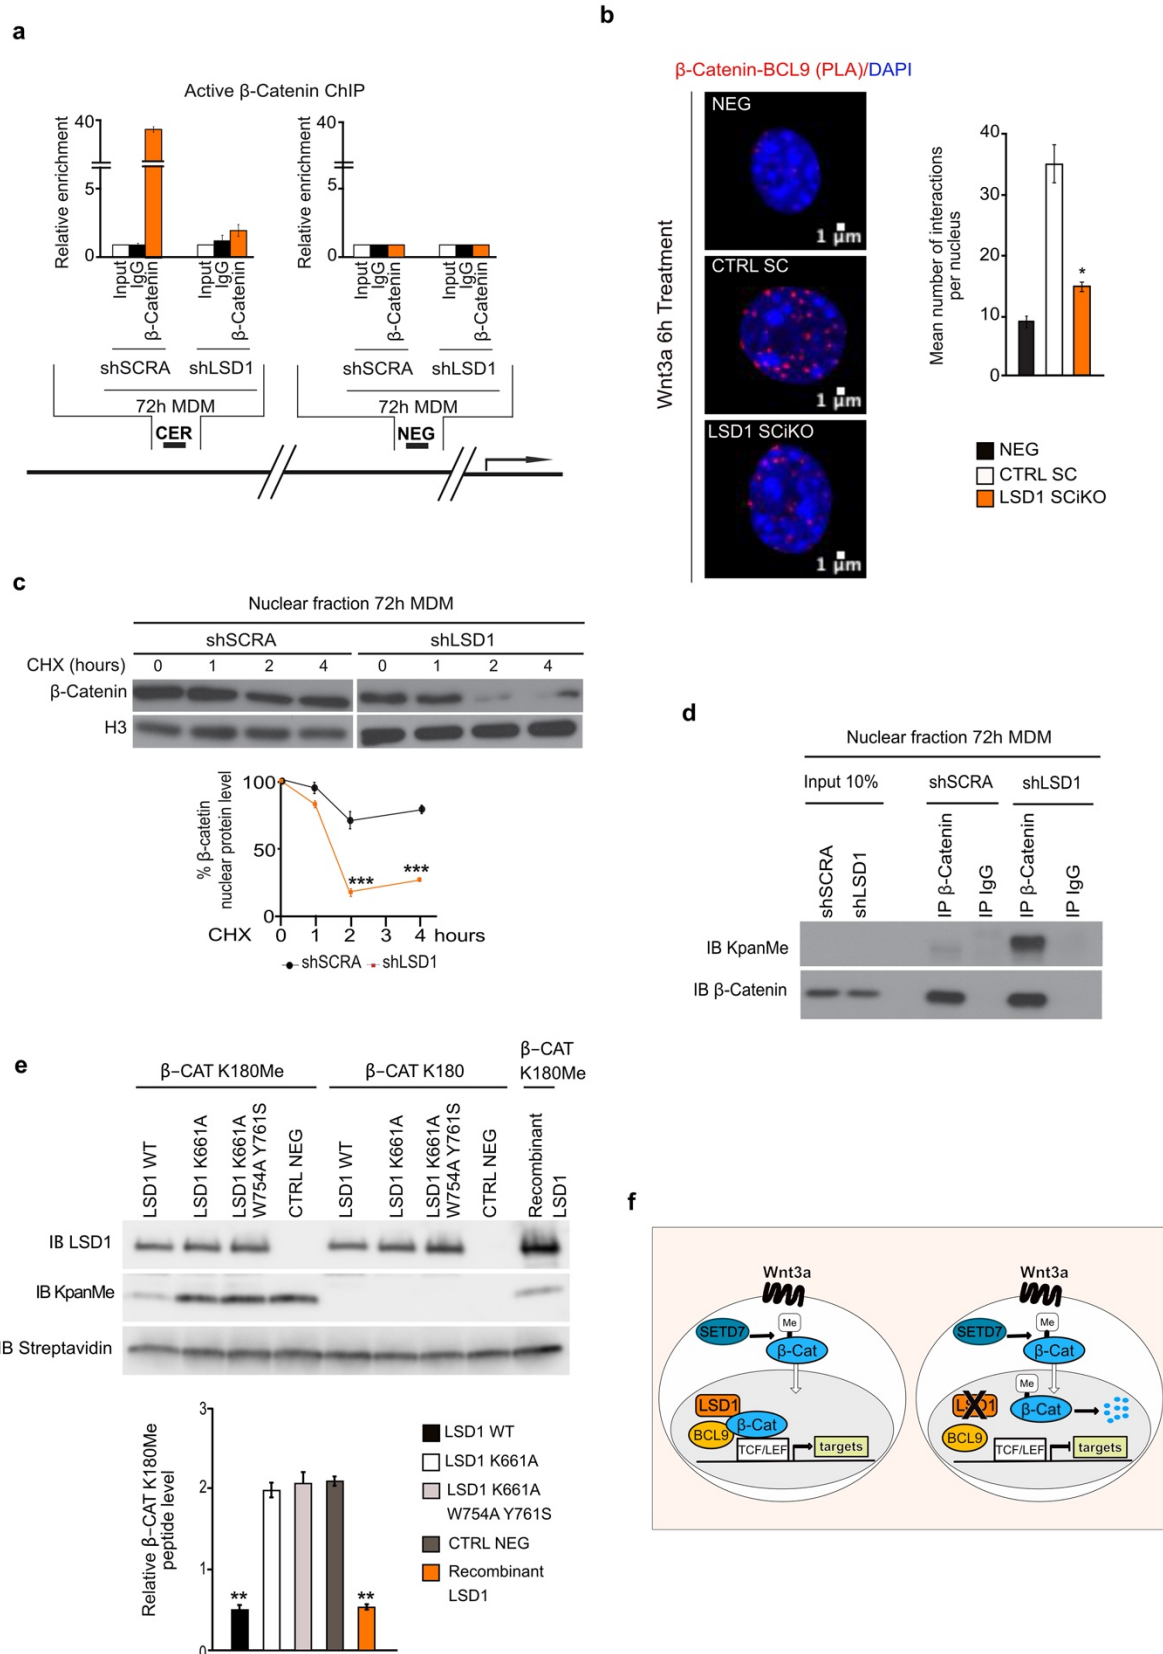 a
Active β-Catenin ChIP
Relative enrichment
40
5
0
Input
IgG
β-Catenin
Input
IgG
β-Catenin
shSCRA
shLSD1
72h MDM
CER
Relative enrichment
40
5
0
Input
IgG
β-Catenin
Input
IgG
β-Catenin
shSCRA
shLSD1
72h MDM
NEG
b
β-Catenin-BCL9 (PLA)/DAPI
Wnt3a 6h Treatment
NEG
1 µm
CTRL SC
1 µm
LSD1 SCiKO
1 µm
Mean number of interactions
per nucleus
40
30
20
10
0
*
NEG
CTRL SC
LSD1 SCiKO
c
Nuclear fraction 72h MDM
shSCRA shLSD1
CHX (hours) 0 1 2 4 0 1 2 4
β-Catenin
H3
% β-catetin
nuclear protein level
100
50
0
*** ***
CHX 0 1 2 3 4 hours
shSCRA shLSD1
d
Nuclear fraction 72h MDM
Input 10% shSCRA shLSD1
shSCRA
shLSD1
IP β-Catenin
IP IgG
IP β-Catenin
IP IgG
IB KpanMe
IB β-Catenin
e
β–CAT K180Me
β–CAT K180
β–CAT
K180Me
LSD1 WT
LSD1 K661A
LSD1 K661A
W754A Y761S
CTRL NEG
LSD1 WT
LSD1 K661A
LSD1 K661A
W754A Y761S
CTRL NEG
Recombinant
LSD1
IB LSD1
IB KpanMe
IB Streptavidin
Relative β–CAT K180Me
peptide level
3
2
1
0
** **
LSD1 WT
LSD1 K661A
LSD1 K661A
W754A Y761S
CTRL NEG
Recombinant
LSD1
f
Wnt3a
SETD7
Me
β-Cat
LSD1
BCL9
β-Cat
TCF/LEF
targets
Wnt3a
SETD7
Me
β-Cat
Me
LSD1
β-Cat
BCL9
TCF/LEF
targets